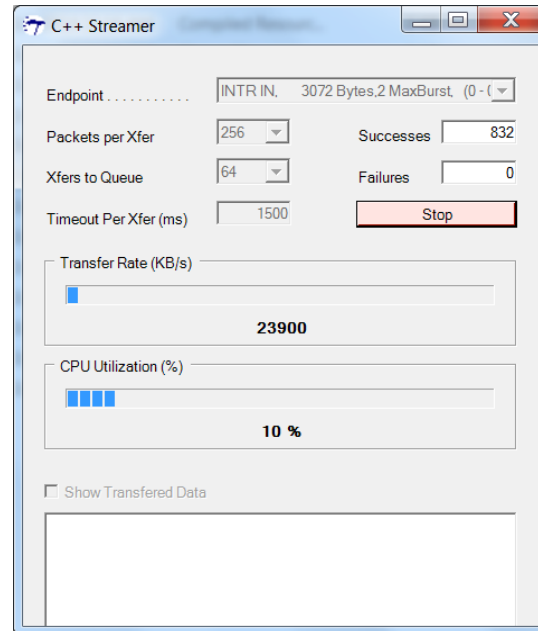 C++ Streamer
Endpoint . . . . . . . . . . . INTR IN, 3072 Bytes,2 MaxBurst, (0 - (
Packets per Xfer 256 Successes 832
Xfers to Queue 64 Failures 0
Timeout Per Xfer (ms) 1500 Stop
Transfer Rate (KB/s)
23900
CPU Utilization (%)
10 %
Show Transfered Data